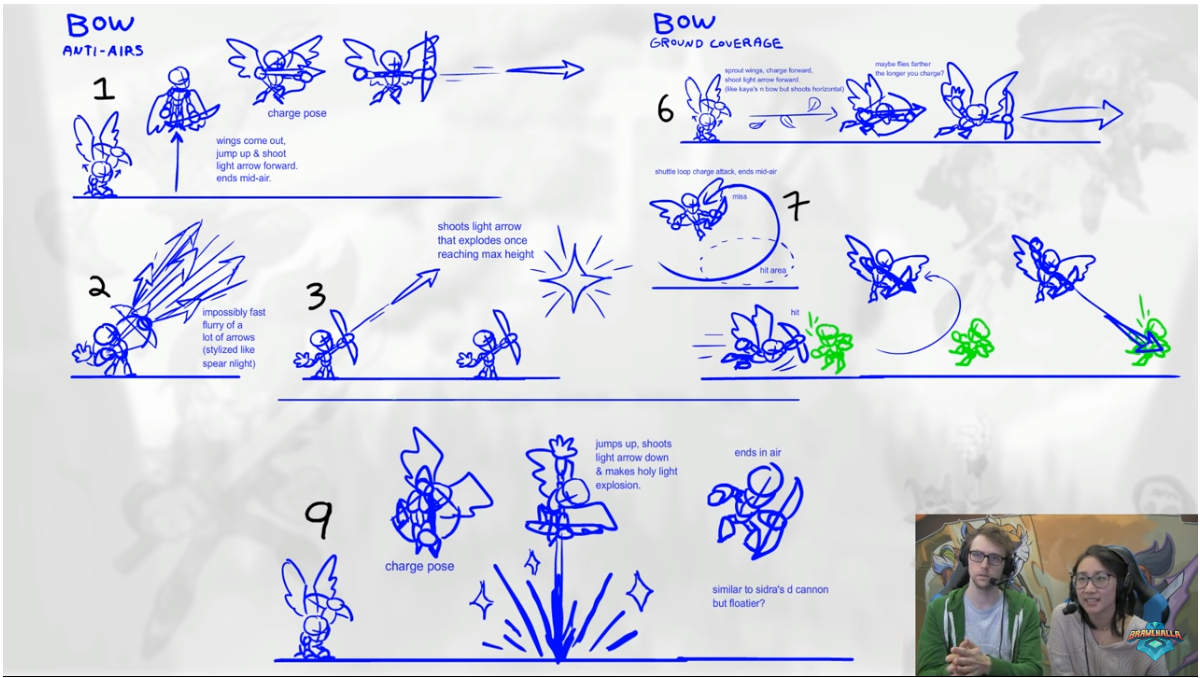 BOW
ANTI-AIRS
1
charge pose
wings come out,
jump up & shoot
light arrow forward.
ends mid-air.
2
impossibly fast
flurry of a
lot of arrows
(stylized like
spear nlight)
3
shoots light arrow
that explodes once
reaching max height
BOW
GROUND COVERAGE
6
sprout wings, charge forward,
shoot light arrow forward
(like kaya's n bow but shoots horizontal)
maybe flies farther
the longer you charge?
shuttle loop charge attack, ends mid-air
miss
7
hit area
hit
9
charge pose
jumps up, shoots
light arrow down
& makes holy light
explosion.
ends in air
similar to sidra's d cannon
but floatier?
BRAWLHALLA